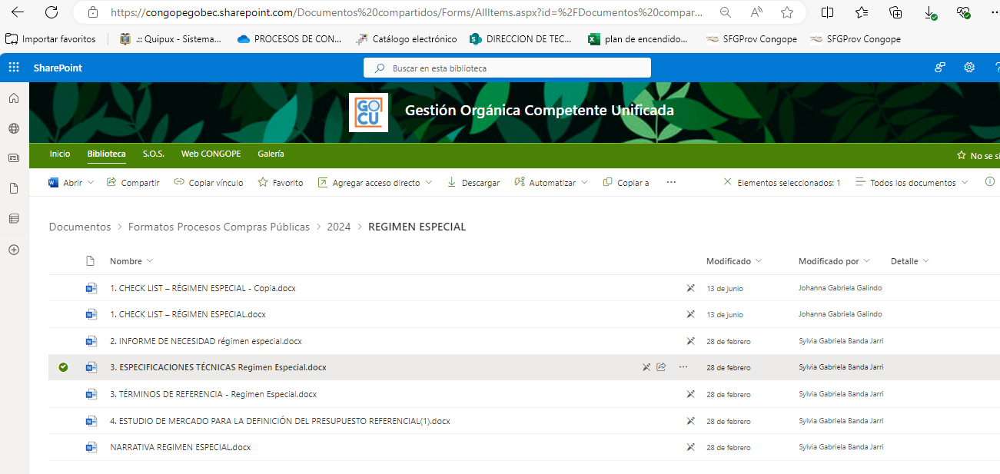 https://congopegobec.sharepoint.com/Documentos%20compartidos/Forms/AllItems.aspx?id=%2FDocumentos%20compar...
Importar favoritos
.:: Quipux - Sistema...
PROCESOS DE CON...
Catálogo electrónico
DIRECCION DE TEC...
plan de encendido...
SFGProv Congope
SFGProv Congope
SharePoint
Buscar en esta biblioteca
GOCU
Gestión Orgánica Competente Unificada
Inicio
Biblioteca
S.O.S.
Web CONGOPE
Galería
No se si
Abrir
Compartir
Copiar vínculo
Favorito
Agregar acceso directo
Descargar
Automatizar
Copiar a
Elementos seleccionados: 1
Todos los documentos
Documentos > Formatos Procesos Compras Públicas > 2024 > REGIMEN ESPECIAL
Nombre Modificado Modificado por Detalle
1. CHECK LIST – RÉGIMEN ESPECIAL - Copia.docx 13 de junio Johanna Gabriela Galindo
1. CHECK LIST – RÉGIMEN ESPECIAL.docx 13 de junio Johanna Gabriela Galindo
2. INFORME DE NECESIDAD régimen especial.docx 28 de febrero Sylvia Gabriela Banda Jarri
3. ESPECIFICACIONES TÉCNICAS Regimen Especial.docx 28 de febrero Sylvia Gabriela Banda Jarri
3. TÉRMINOS DE REFERENCIA - Regimen Especial.docx 28 de febrero Sylvia Gabriela Banda Jarri
4. ESTUDIO DE MERCADO PARA LA DEFINICIÓN DEL PRESUPUESTO REFERENCIAL(1).docx 28 de febrero Sylvia Gabriela Banda Jarri
NARRATIVA REGIMEN ESPECIAL.docx 28 de febrero Sylvia Gabriela Banda Jarri